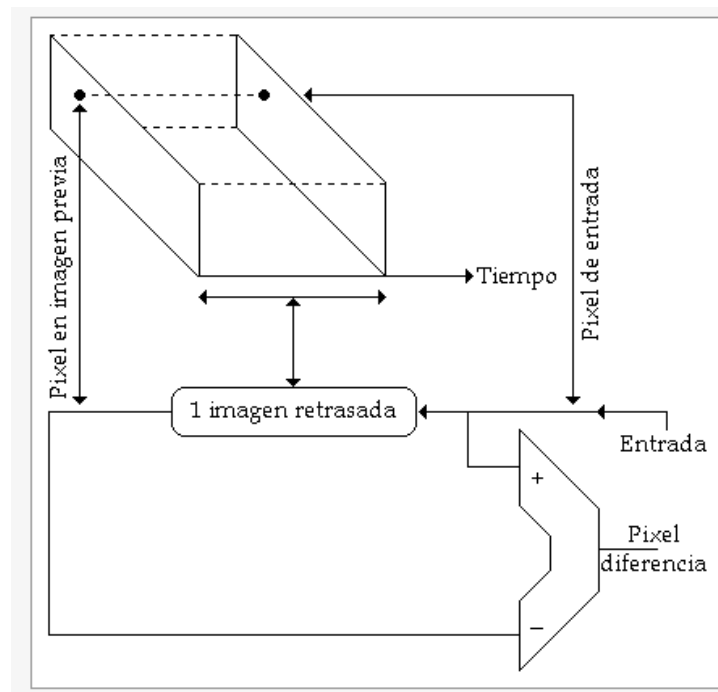 Pixel en imagen previa
Pixel de entrada
Tiempo
1 imagen retrasada
Entrada
+
Pixel
diferencia
−